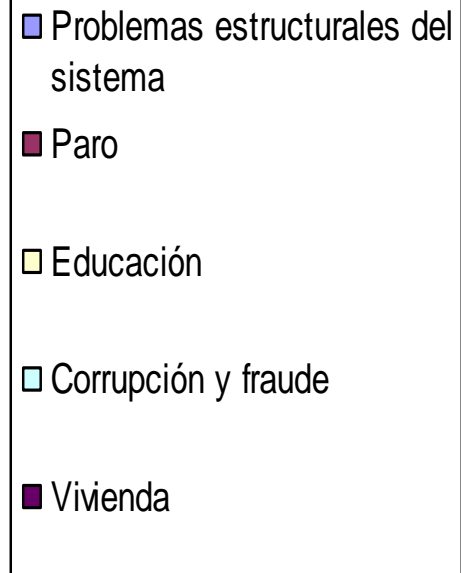 Problemas estructurales del
sistema
Paro
Educación
Corrupción y fraude
Vivienda